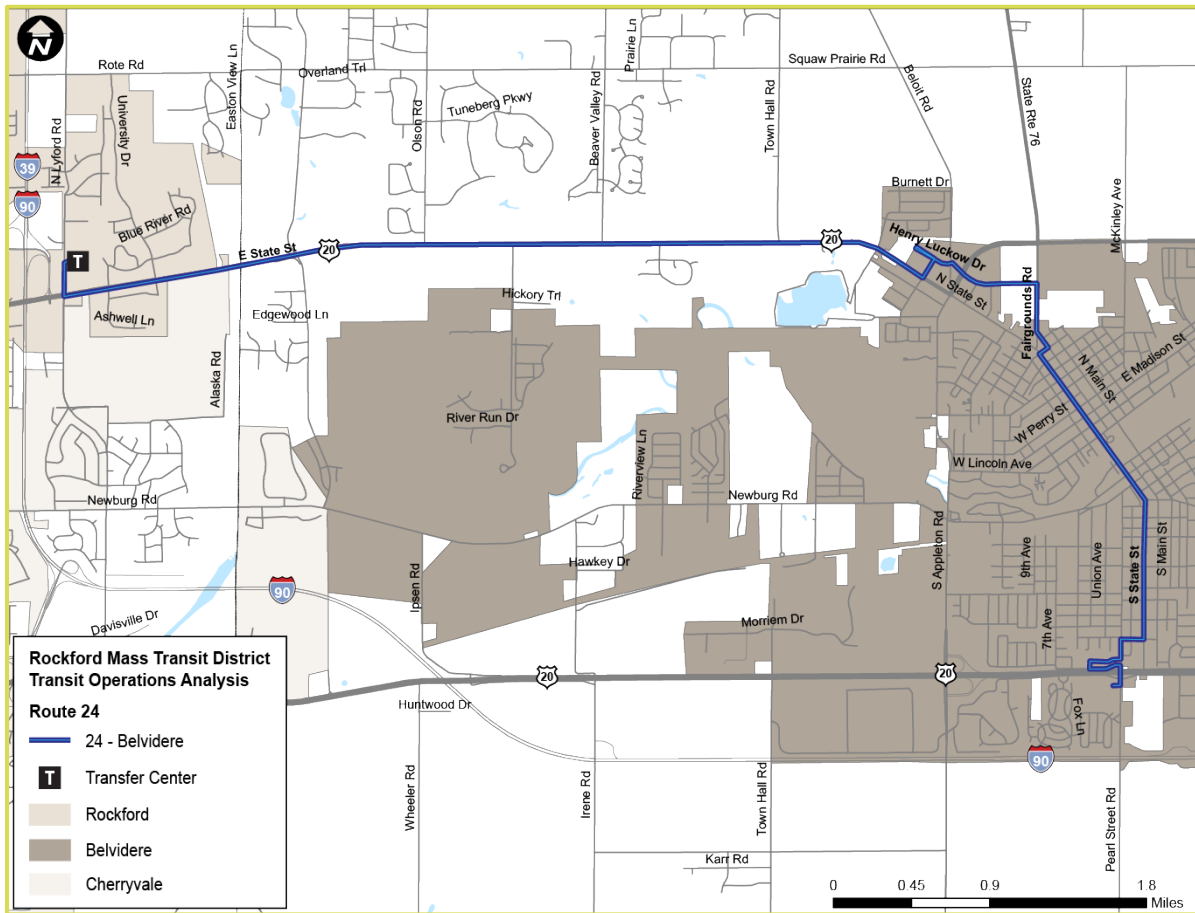 N
Rote Rd
Easton View Ln
Overland Trl
Olson Rd
Tuneberg Pkwy
Beaver Valley Rd
Prairie Ln
Town Hall Rd
Squaw Prairie Rd
Beloit Rd
State Rte 76
McKinley Ave
N Lyford Rd
University Dr
39
90
Blue River Rd
T
E State St
20
20
Burnett Dr
Henry Luckow Dr
N State St
Fairgrounds Rd
Hickory Trl
Ashwell Ln
Edgewood Ln
Alaska Rd
N Main St
E Madison St
River Run Dr
W Perry St
Riverview Ln
W Lincoln Ave
Newburg Rd
Newburg Rd
S Appleton Rd
9th Ave
Union Ave
S State St
S Main St
Hawkey Dr
Ipsen Rd
90
Davisville Dr
Morriem Dr
7th Ave
20
20
Huntwood Dr
Fox Ln
90
Wheeler Rd
Irene Rd
Town Hall Rd
Pearl Street Rd
Karr Rd
Rockford Mass Transit District
Transit Operations Analysis
Route 24
24 - Belvidere
T Transfer Center
Rockford
Belvidere
Cherryvale
0 0.45 0.9 1.8
Miles